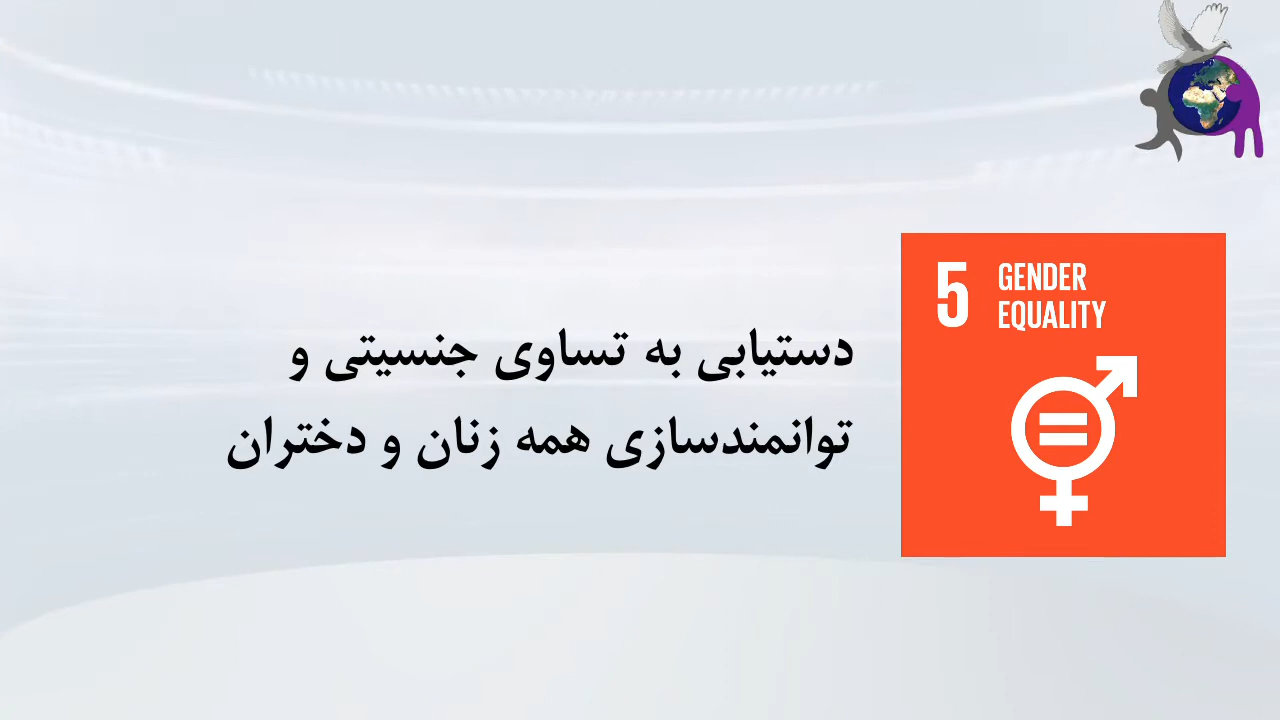 5 GENDER
EQUALITY
دستیابی به تساوی جنسیتی و
توانمندسازی همه زنان و دختران